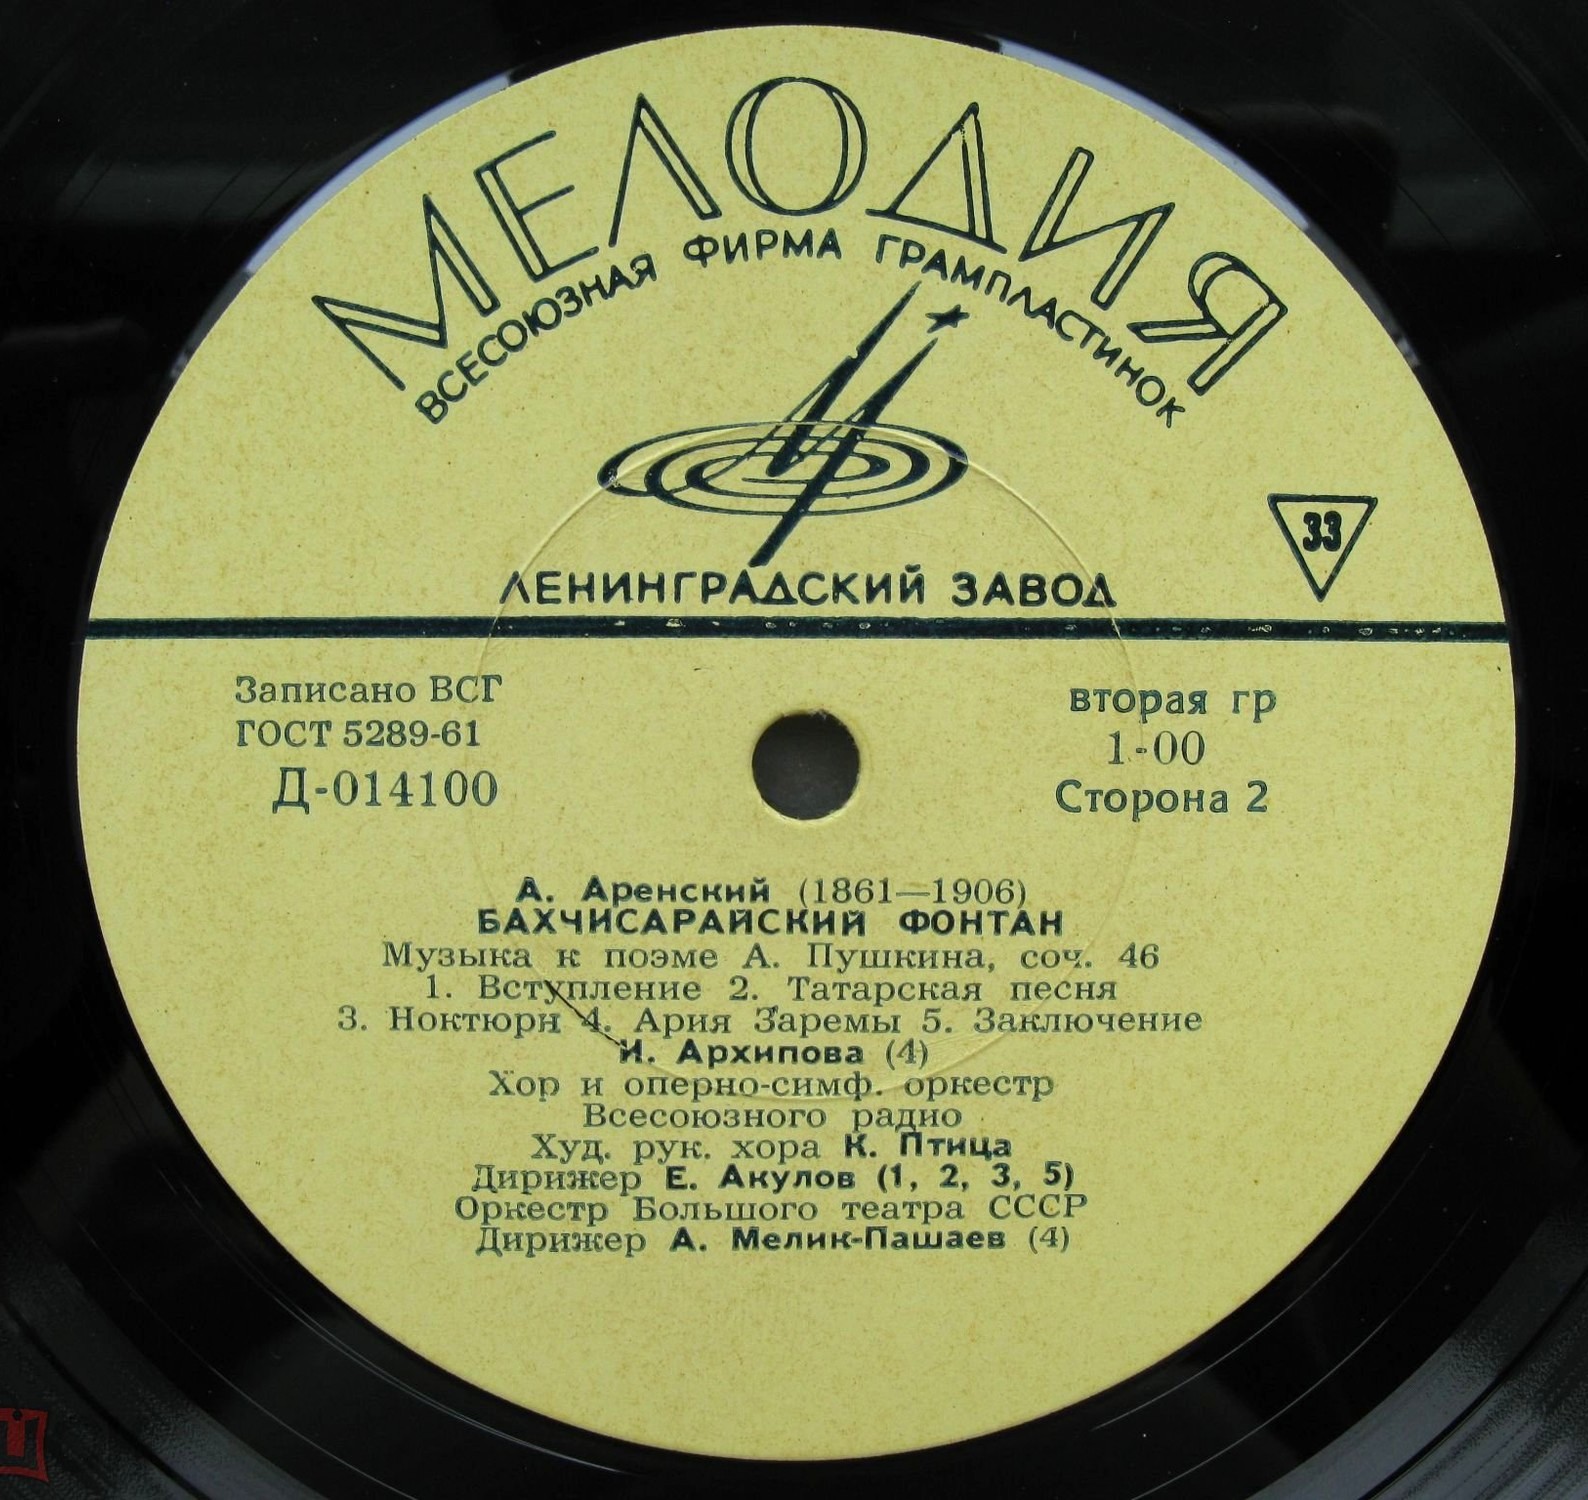 МЕЛОДИЯ
ВСЕСОЮЗНАЯ ФИРМА ГРАМПЛАСТИНОК
33
ЛЕНИНГРАДСКИЙ ЗАВОД
Записано ВСГ
ГОСТ 5289-61
Д-014100
вторая гр
1-00
Сторона 2
А. Аренский (1861—1906)
БАХЧИСАРАЙСКИЙ ФОНТАН
Музыка к поэме А. Пушкина, соч. 46
1. Вступление 2. Татарская песня
3. Ноктюрн 4. Ария Заремы 5. Заключение
И. Архипова (4)
Хор и оперно-симф. оркестр
Всесоюзного радио
Худ. рук. хора К. Птица
Дирижер Е. Акулов (1, 2, 3, 5)
Оркестр Большого театра СССР
Дирижер А. Мелик-Пашаев (4)